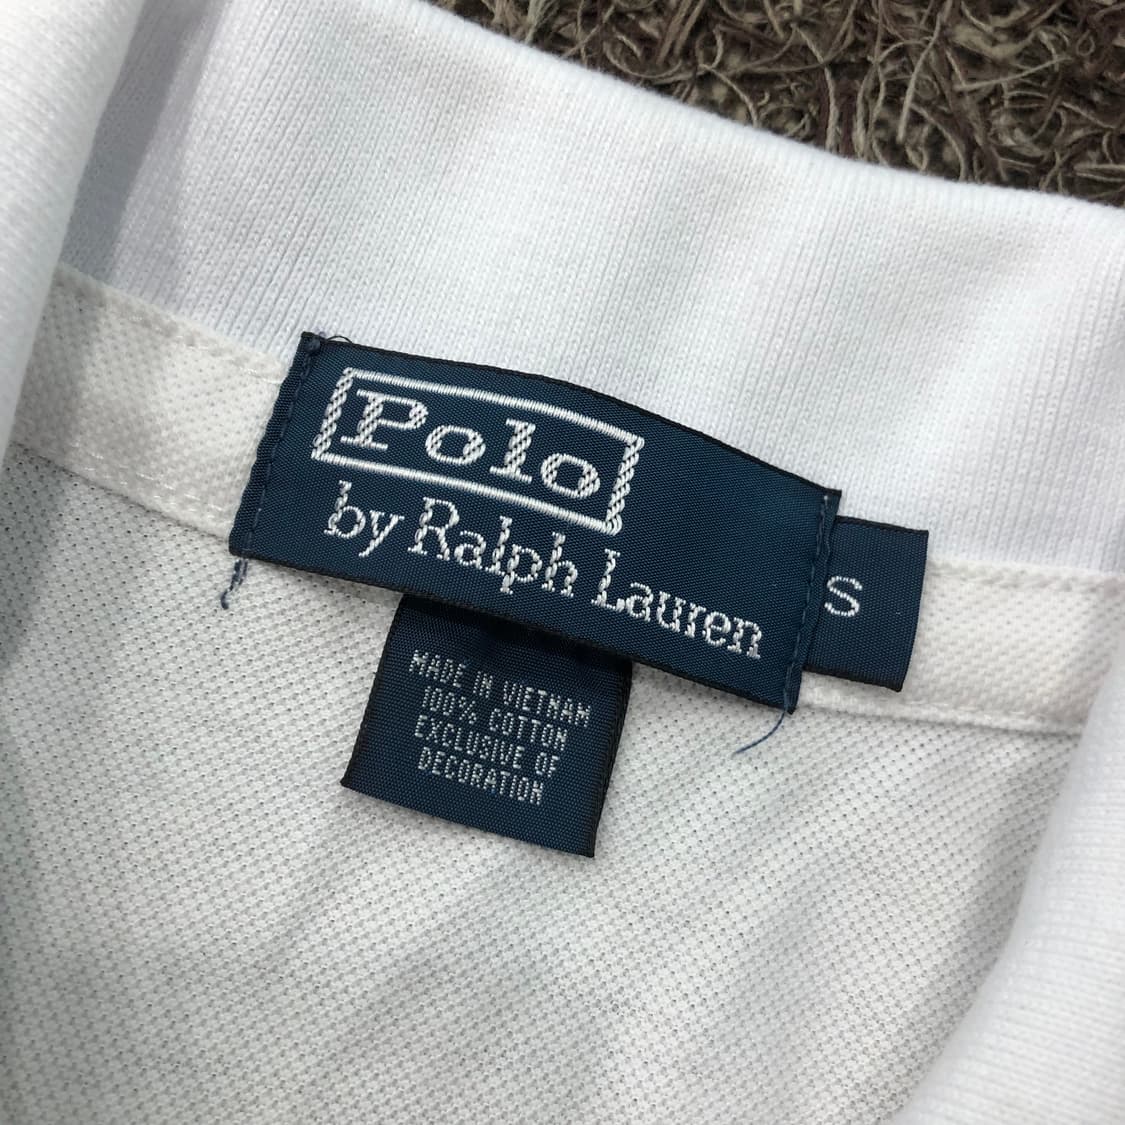 Polo
by Ralph Lauren
S
MADE IN VIETNAM
100% COTTON
EXCLUSIVE OF
DECORATION